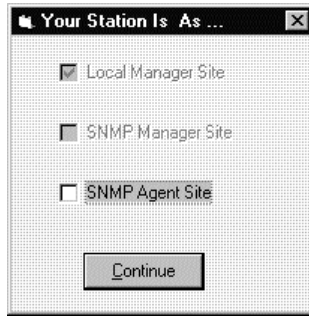 Your Station Is As ...
Local Manager Site
SNMP Manager Site
SNMP Agent Site
Continue